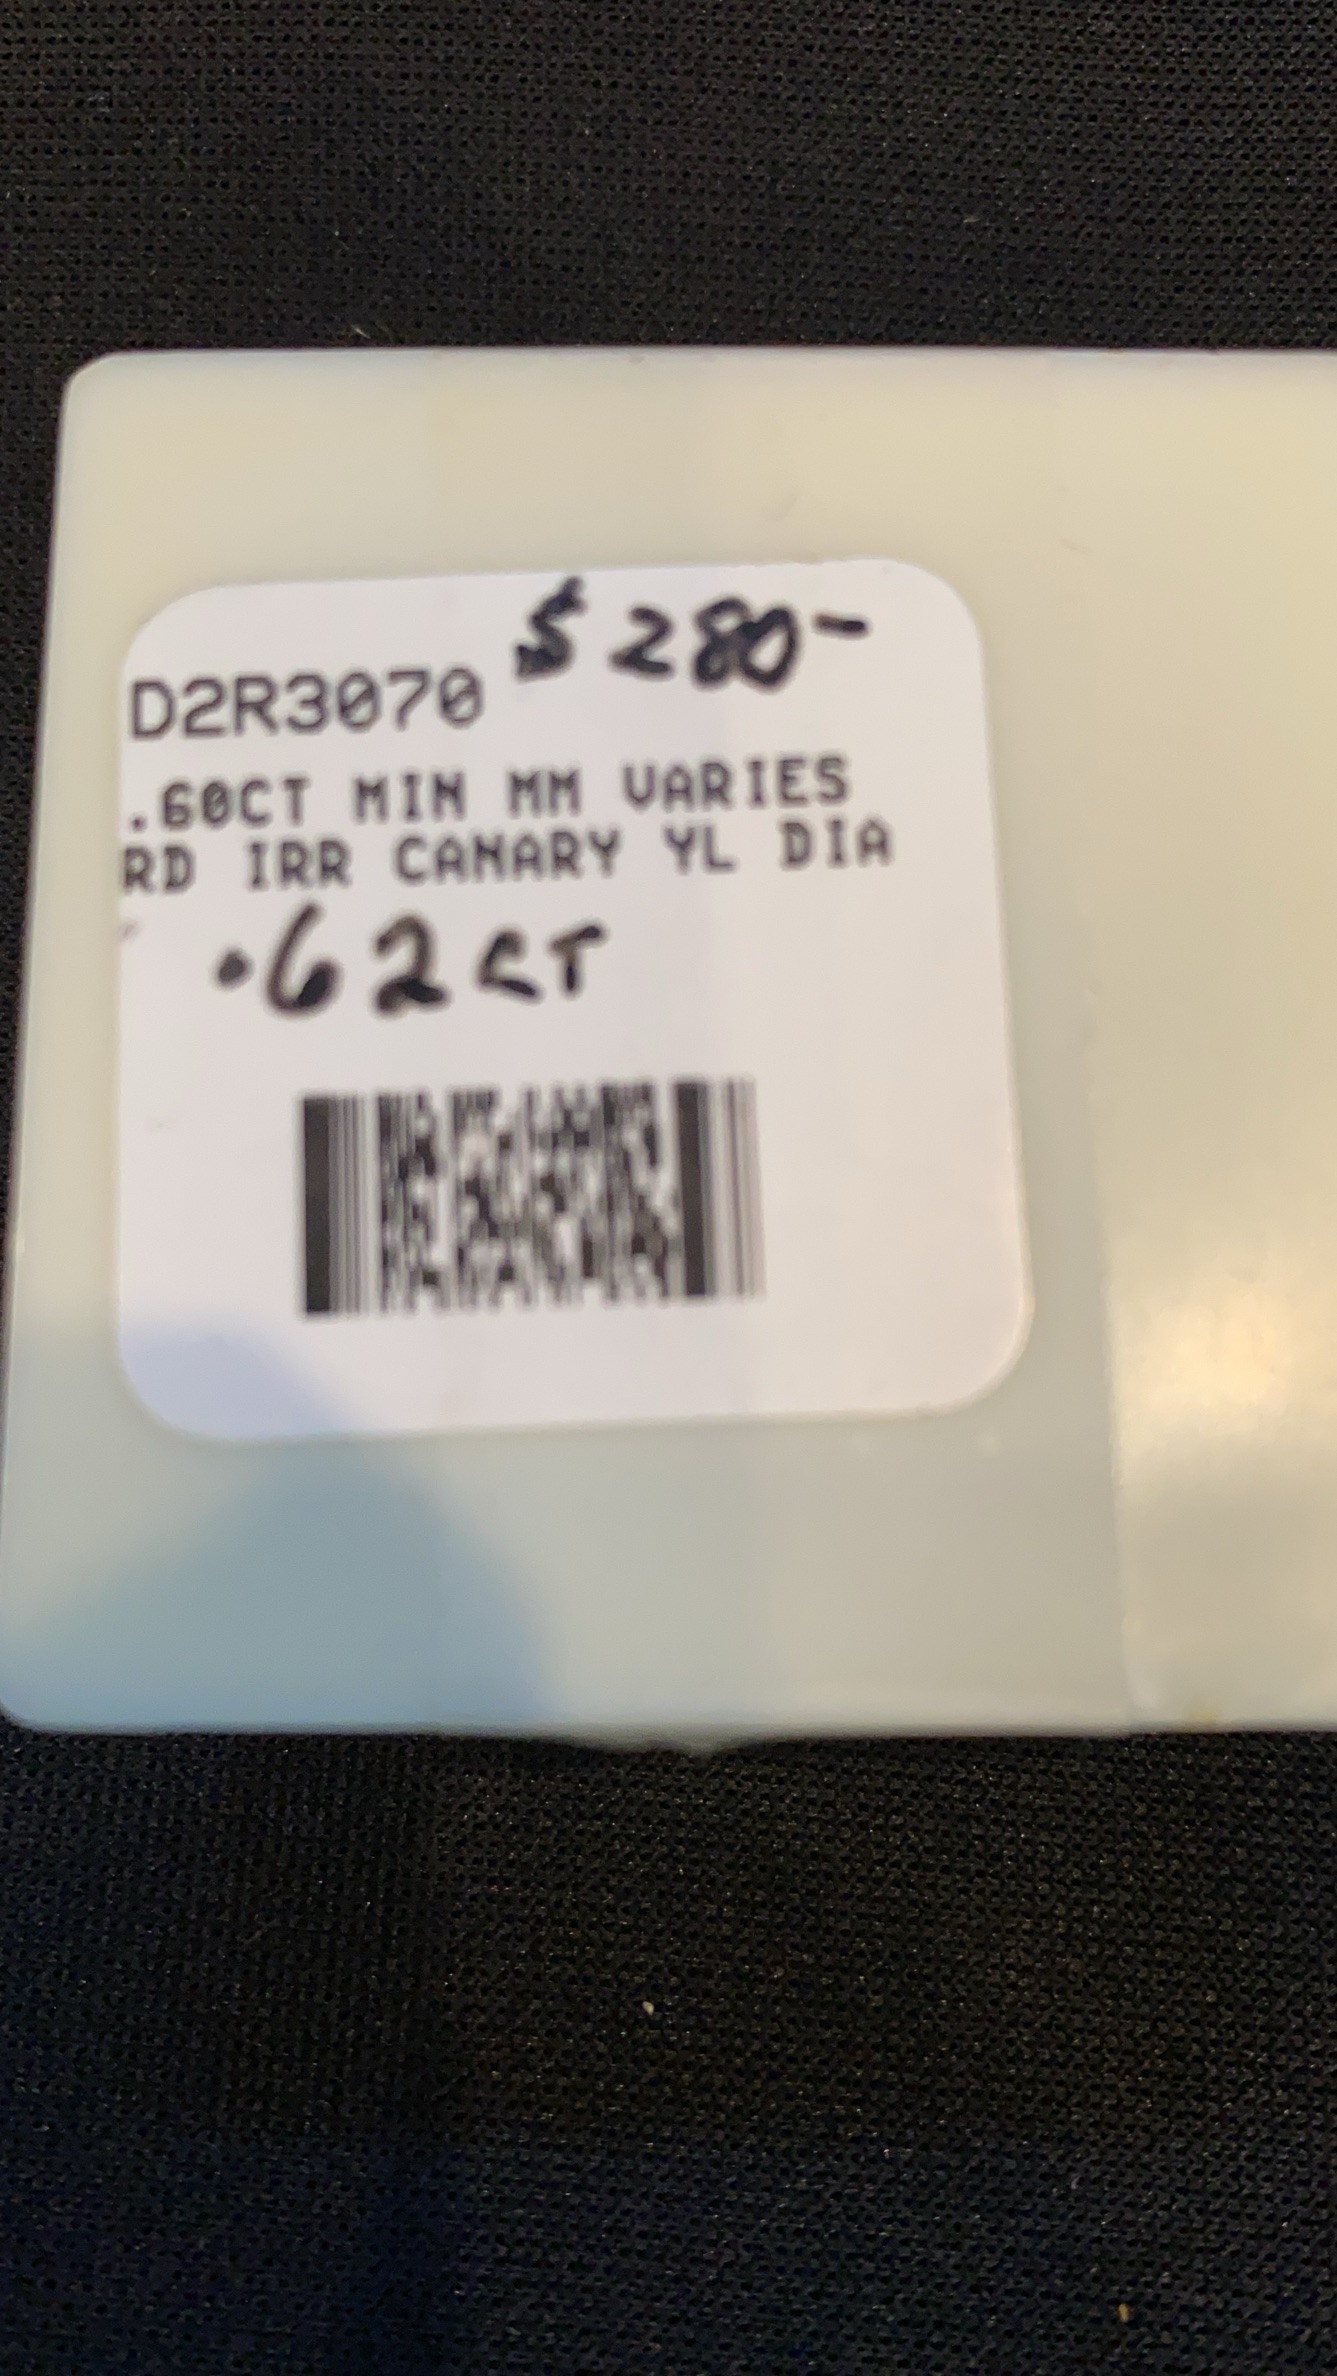 $280-
D2R3070
.60CT MIN MM VARIES
RD IRR CANARY YL DIA
.62CT